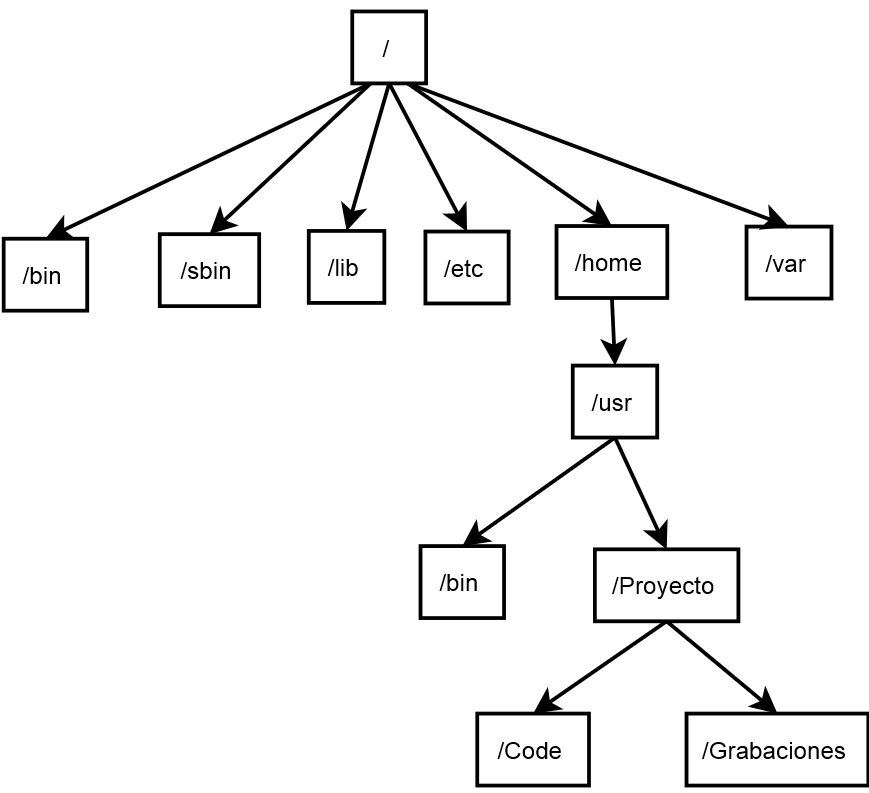 /
/bin
/sbin
/lib
/etc
/home
/var
/usr
/bin
/Proyecto
/Code
/Grabaciones